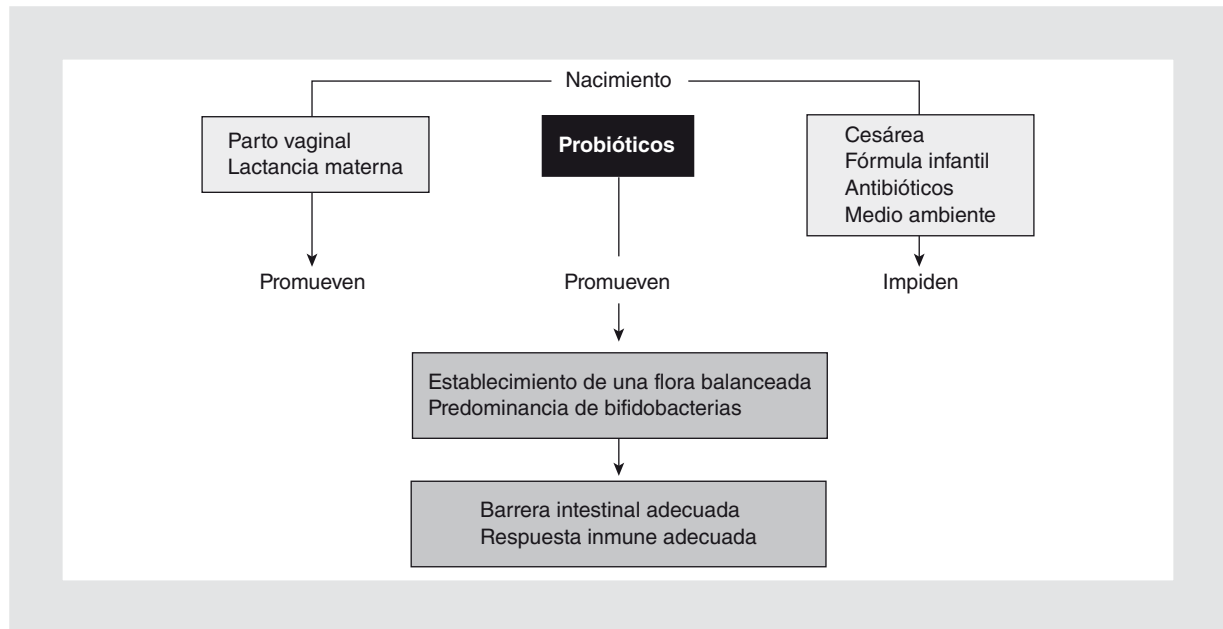 Nacimiento
Parto vaginal
Lactancia materna
Probióticos
Cesárea
Fórmula infantil
Antibióticos
Medio ambiente
Promueven
Promueven
Impiden
Establecimiento de una flora balanceada
Predominancia de bifidobacterias
Barrera intestinal adecuada
Respuesta inmune adecuada